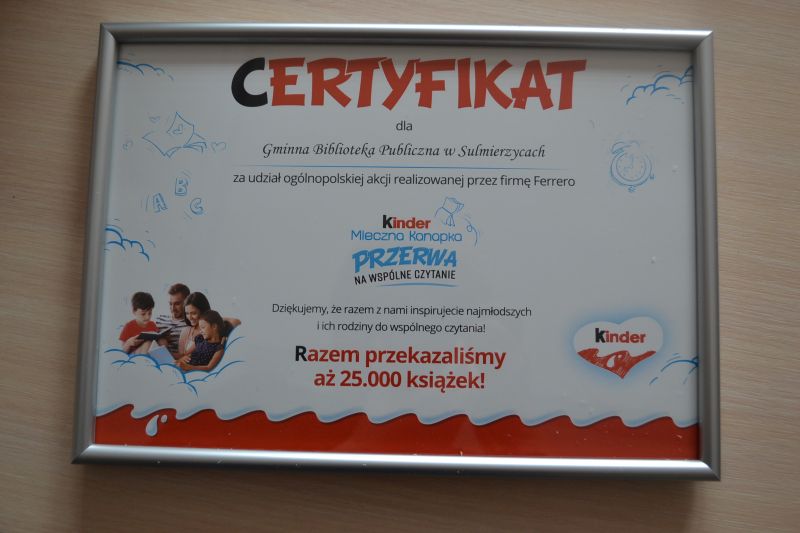 CERTYFIKAT
dla
Gminna Biblioteka Publiczna w Sulmierzycach
za udział ogólnopolskiej akcji realizowanej przez firmę Ferrero
A B C
Kinder
Mleczna Kanapka
PRZERWA
NA WSPÓLNE CZYTANIE
Dziękujemy, że razem z nami inspirujecie najmłodszych
i ich rodziny do wspólnego czytania!
Kinder
Razem przekazaliśmy
aż 25.000 książek!